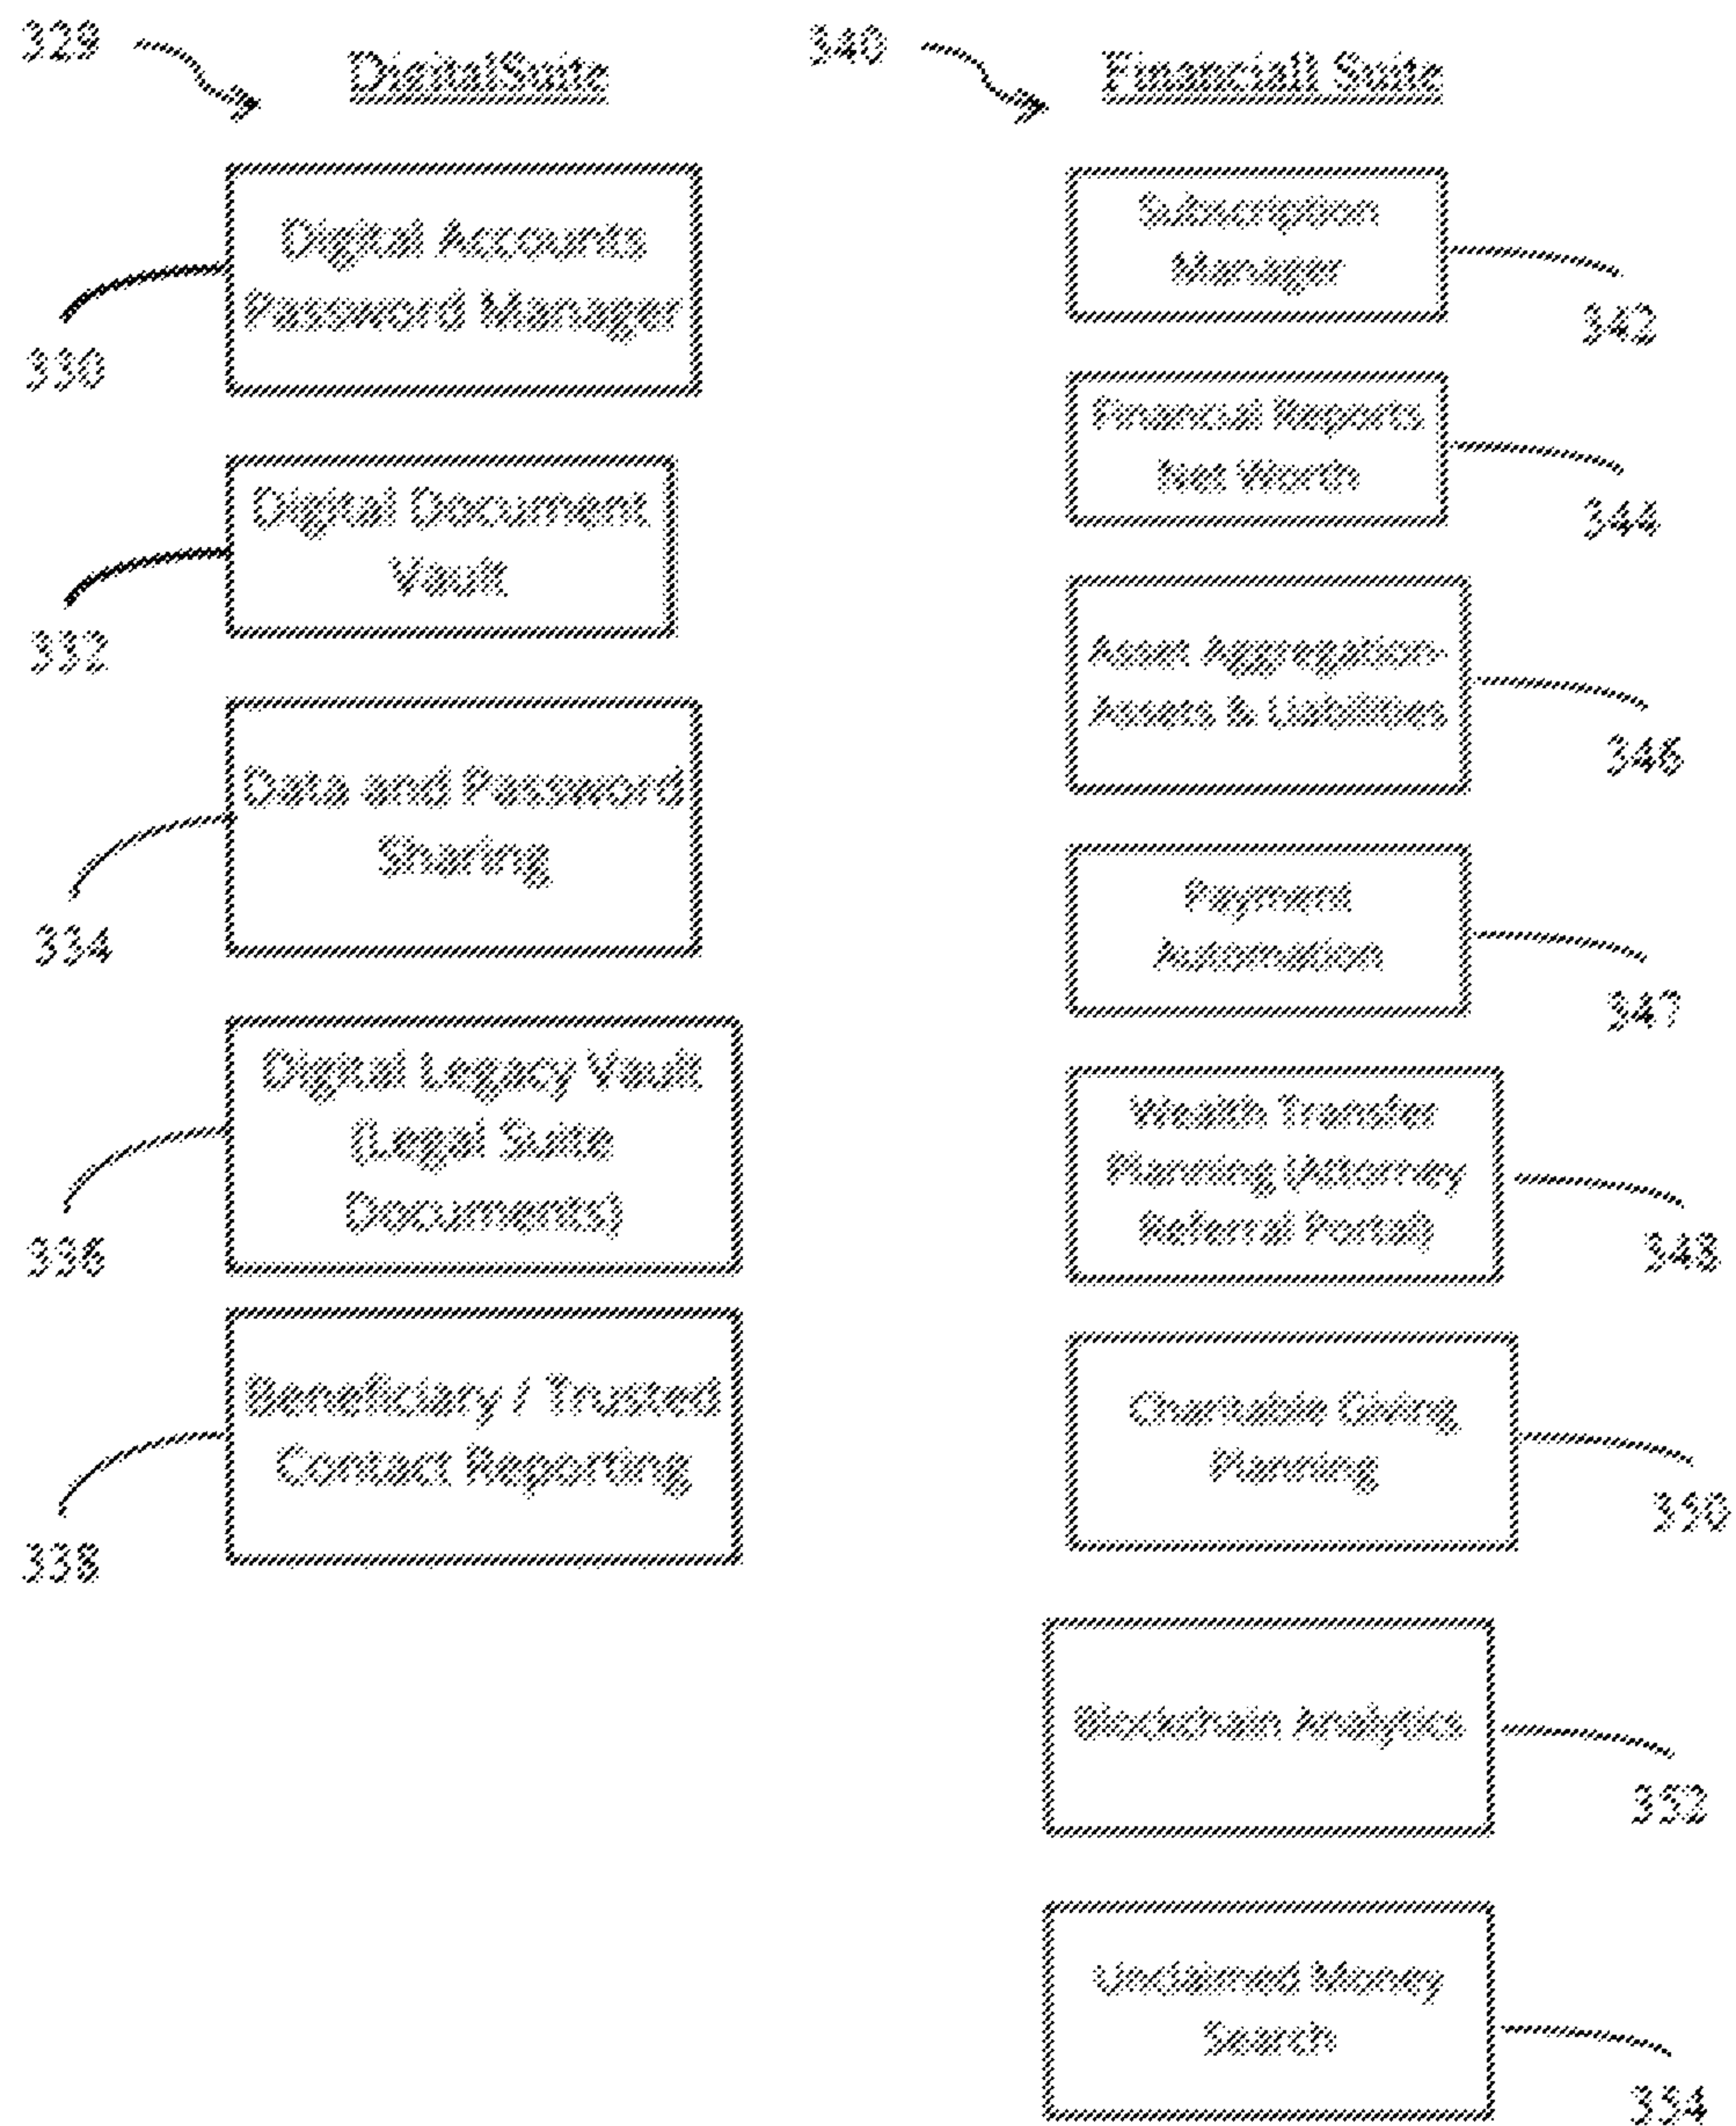 329
DigitalSuite
Digital Accounts
Password Manager
330
Digital Document
Vault
332
Data and Password
Sharing
334
Digital Legacy Vault
(Legal Suite
Documents)
336
Beneficiary / Trusted
Contact Reporting
338
340
Financiall Suite
Subscription
Manager
342
Financial Reports
Net Worth
344
Asset Aggregation-
Assets & Liabilities
346
Payment
Automation
347
Wealth Transfer
Planning (Attorney
Referral Portal)
348
Charitable Giving
Planning
350
Blockchain Analytics
352
Unclaimed Money
Search
354